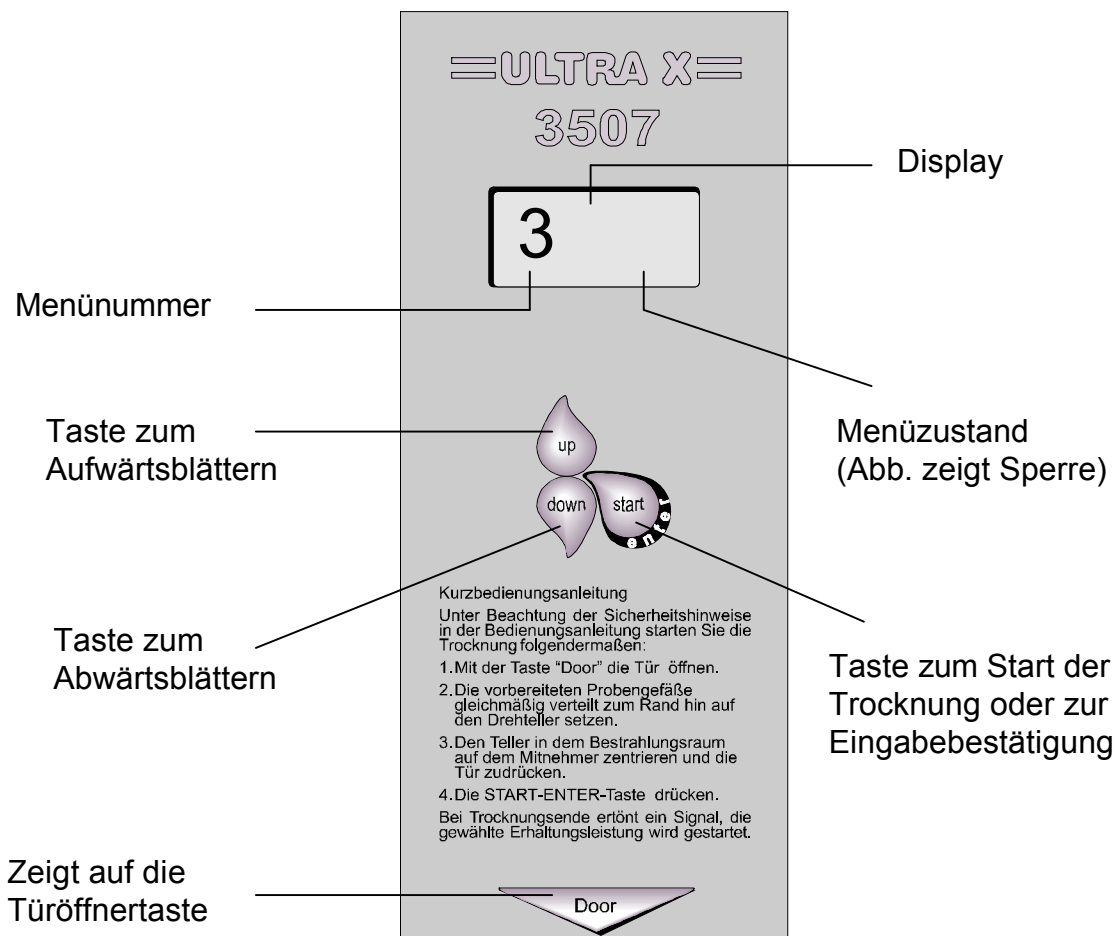 ULTRA X
3507
Display
3
Menünummer
Taste zum
Aufwärtsblättern
Menüzustand
(Abb. zeigt Sperre)
up
down
start
enter
Kurzbedienungsanleitung
Unter Beachtung der Sicherheitshinweise
in der Bedienungsanleitung starten Sie die
Trocknung folgendermaßen:
1.Mit der Taste "Door" die Tür öffnen.
2.Die vorbereiteten Probengefäße
gleichmäßig verteilt zum Rand hin auf
den Drehteller setzen.
3.Den Teller in dem Bestrahlungsraum
auf dem Mitnehmer zentrieren und die
Tür zudrücken.
4.Die START-ENTER-Taste drücken.
Bei Trocknungsende ertönt ein Signal, die
gewählte Erhaltungsleistung wird gestartet.
Taste zum
Abwärtsblättern
Taste zum Start der
Trocknung oder zur
Eingabebestätigung
Zeigt auf die
Türöffnertaste
Door